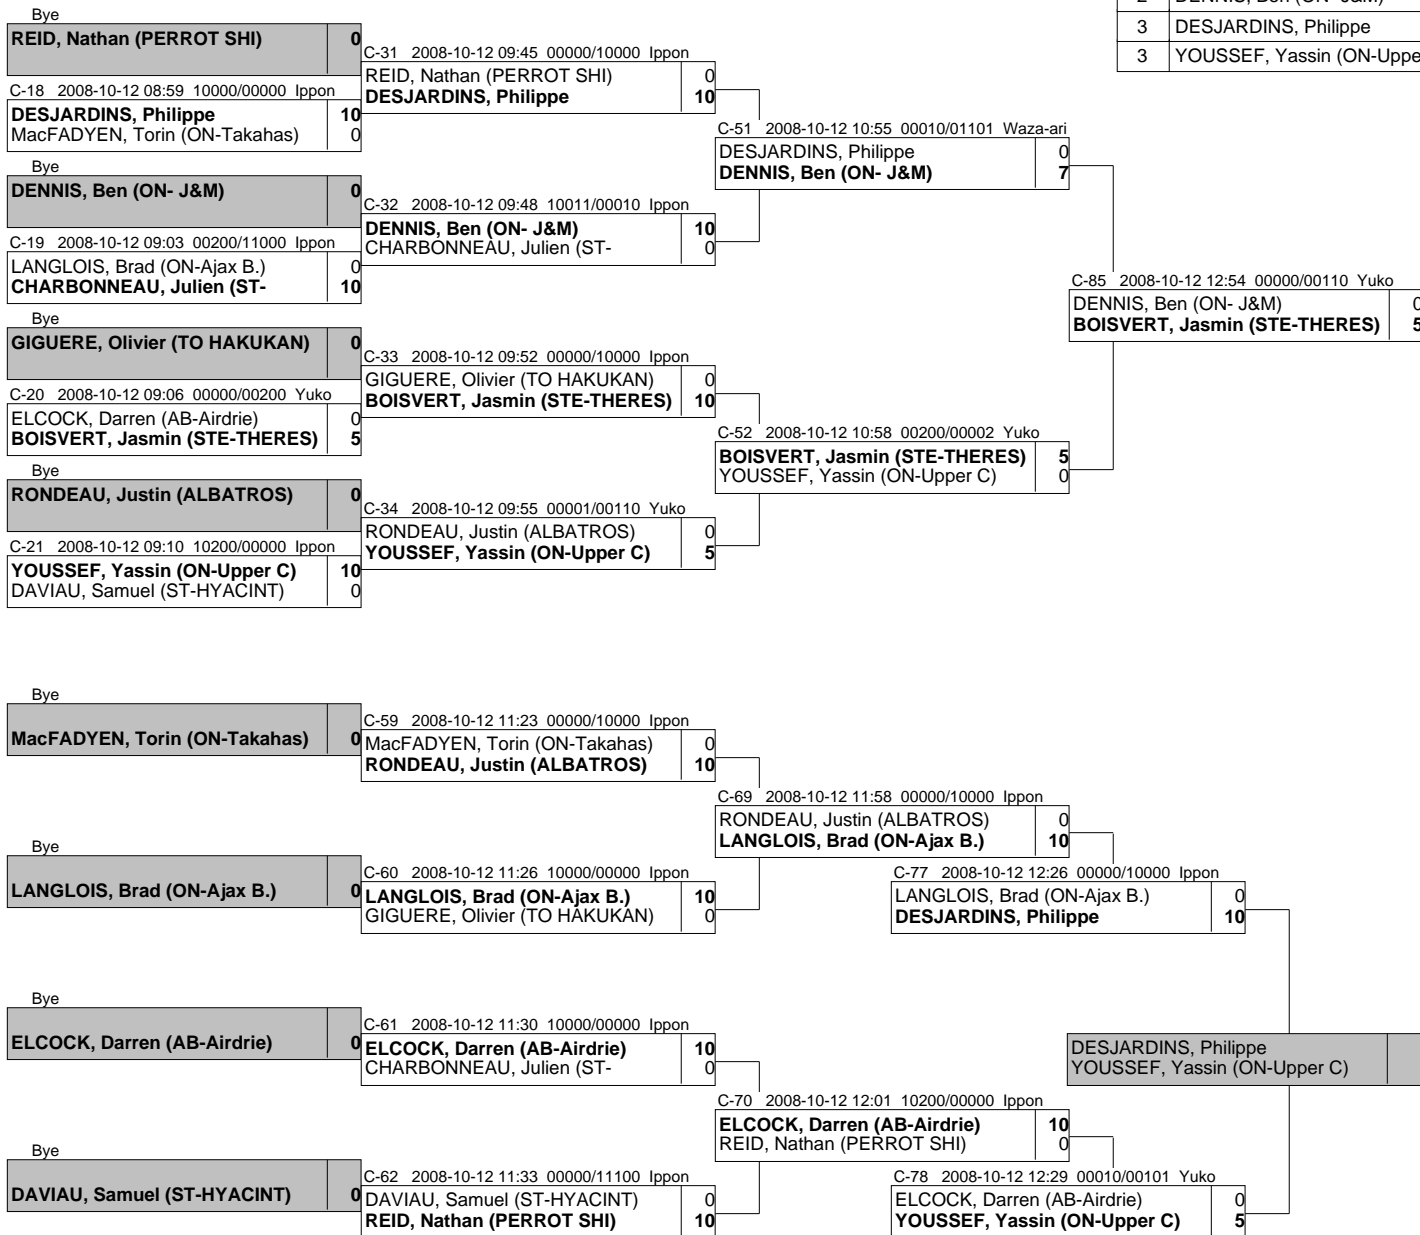 Bye
REID, Nathan (PERROT SHI) 0
C-18 2008-10-12 08:59 10000/00000 Ippon
DESJARDINS, Philippe 10
MacFADYEN, Torin (ON-Takahas) 0
Bye
DENNIS, Ben (ON- J&M) 0
C-19 2008-10-12 09:03 00200/11000 Ippon
LANGLOIS, Brad (ON-Ajax B.) 0
CHARBONNEAU, Julien (ST- 10
Bye
GIGUERE, Olivier (TO HAKUKAN) 0
C-20 2008-10-12 09:06 00000/00200 Yuko
ELCOCK, Darren (AB-Airdrie) 0
BOISVERT, Jasmin (STE-THERES) 5
Bye
RONDEAU, Justin (ALBATROS) 0
C-21 2008-10-12 09:10 10200/00000 Ippon
YOUSSEF, Yassin (ON-Upper C) 10
DAVIAU, Samuel (ST-HYACINT) 0
C-31 2008-10-12 09:45 00000/10000 Ippon
REID, Nathan (PERROT SHI) 0
DESJARDINS, Philippe 10
C-32 2008-10-12 09:48 10011/00010 Ippon
DENNIS, Ben (ON- J&M) 10
CHARBONNEAU, Julien (ST- 0
C-33 2008-10-12 09:52 00000/10000 Ippon
GIGUERE, Olivier (TO HAKUKAN) 0
BOISVERT, Jasmin (STE-THERES) 10
C-34 2008-10-12 09:55 00001/00110 Yuko
RONDEAU, Justin (ALBATROS) 0
YOUSSEF, Yassin (ON-Upper C) 5
C-51 2008-10-12 10:55 00010/01101 Waza-ari
DESJARDINS, Philippe 0
DENNIS, Ben (ON- J&M) 7
C-52 2008-10-12 10:58 00200/00002 Yuko
BOISVERT, Jasmin (STE-THERES) 5
YOUSSEF, Yassin (ON-Upper C) 0
C-85 2008-10-12 12:54 00000/00110 Yuko
DENNIS, Ben (ON- J&M) 0
BOISVERT, Jasmin (STE-THERES) 5
3 DESJARDINS, Philippe
3 YOUSSEF, Yassin (ON-Uppe
Bye
MacFADYEN, Torin (ON-Takahas) 0
Bye
LANGLOIS, Brad (ON-Ajax B.) 0
Bye
ELCOCK, Darren (AB-Airdrie) 0
Bye
DAVIAU, Samuel (ST-HYACINT) 0
C-59 2008-10-12 11:23 00000/10000 Ippon
MacFADYEN, Torin (ON-Takahas) 0
RONDEAU, Justin (ALBATROS) 10
C-60 2008-10-12 11:26 10000/00000 Ippon
LANGLOIS, Brad (ON-Ajax B.) 10
GIGUERE, Olivier (TO HAKUKAN) 0
C-61 2008-10-12 11:30 10000/00000 Ippon
ELCOCK, Darren (AB-Airdrie) 10
CHARBONNEAU, Julien (ST- 0
C-62 2008-10-12 11:33 00000/11100 Ippon
DAVIAU, Samuel (ST-HYACINT) 0
REID, Nathan (PERROT SHI) 10
C-69 2008-10-12 11:58 00000/10000 Ippon
RONDEAU, Justin (ALBATROS) 0
LANGLOIS, Brad (ON-Ajax B.) 10
C-70 2008-10-12 12:01 10200/00000 Ippon
ELCOCK, Darren (AB-Airdrie) 10
REID, Nathan (PERROT SHI) 0
C-77 2008-10-12 12:26 00000/10000 Ippon
LANGLOIS, Brad (ON-Ajax B.) 0
DESJARDINS, Philippe 10
C-78 2008-10-12 12:29 00010/00101 Yuko
ELCOCK, Darren (AB-Airdrie) 0
YOUSSEF, Yassin (ON-Upper C) 5
DESJARDINS, Philippe
YOUSSEF, Yassin (ON-Upper C)